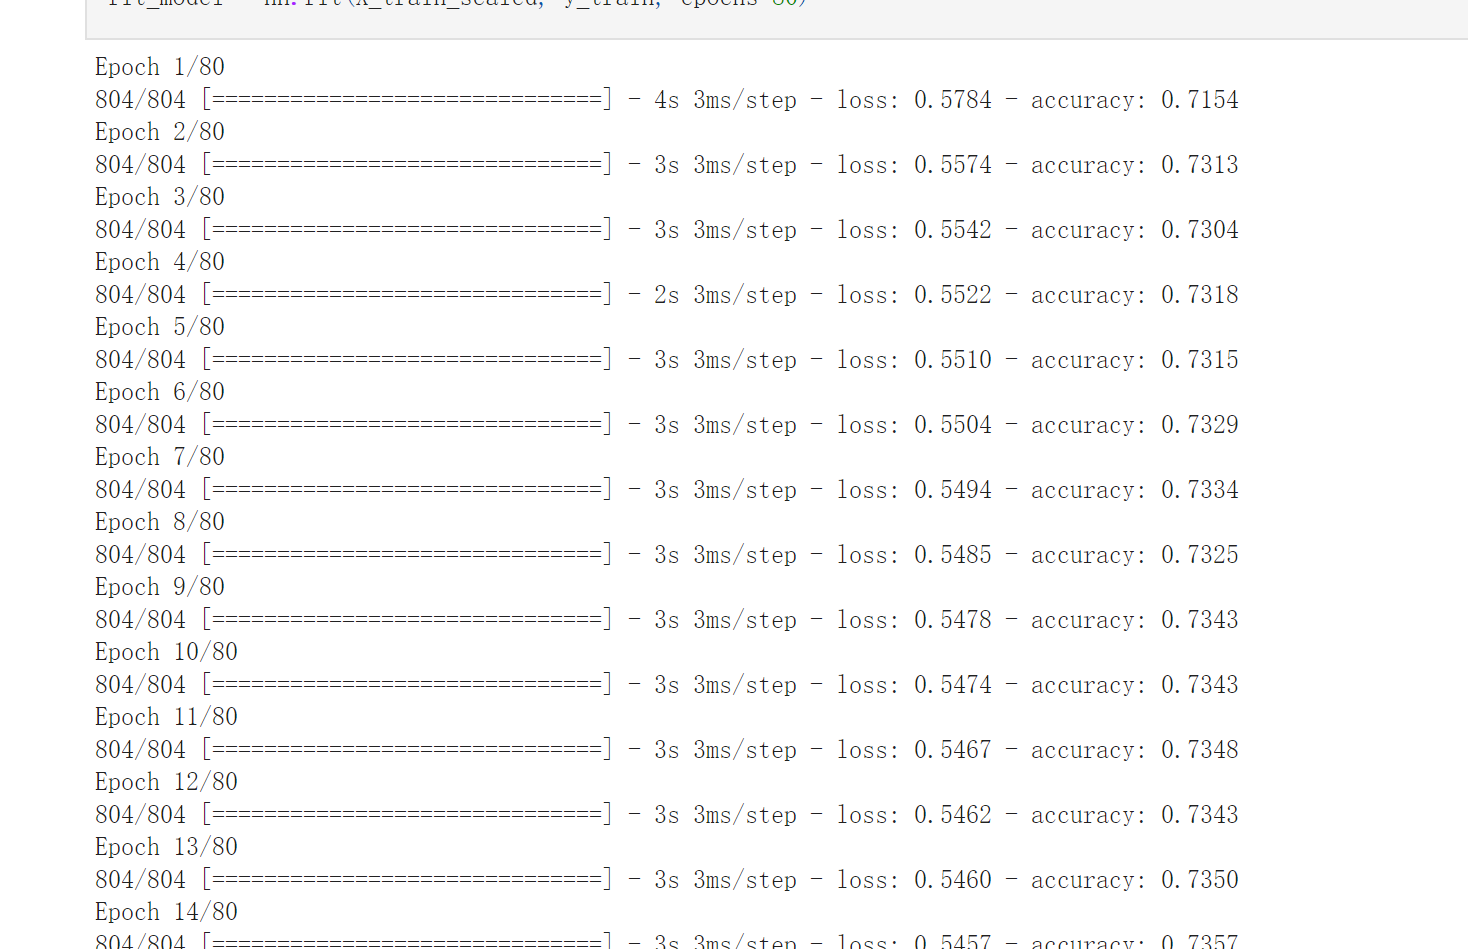 fit_model = nn.fit(X_train_scaled, y_train, epochs=80)
Epoch 1/80
804/804 [==============================] - 4s 3ms/step - loss: 0.5784 - accuracy: 0.7154
Epoch 2/80
804/804 [==============================] - 3s 3ms/step - loss: 0.5574 - accuracy: 0.7313
Epoch 3/80
804/804 [==============================] - 3s 3ms/step - loss: 0.5542 - accuracy: 0.7304
Epoch 4/80
804/804 [==============================] - 2s 3ms/step - loss: 0.5522 - accuracy: 0.7318
Epoch 5/80
804/804 [==============================] - 3s 3ms/step - loss: 0.5510 - accuracy: 0.7315
Epoch 6/80
804/804 [==============================] - 3s 3ms/step - loss: 0.5504 - accuracy: 0.7329
Epoch 7/80
804/804 [==============================] - 3s 3ms/step - loss: 0.5494 - accuracy: 0.7334
Epoch 8/80
804/804 [==============================] - 3s 3ms/step - loss: 0.5485 - accuracy: 0.7325
Epoch 9/80
804/804 [==============================] - 3s 3ms/step - loss: 0.5478 - accuracy: 0.7343
Epoch 10/80
804/804 [==============================] - 3s 3ms/step - loss: 0.5474 - accuracy: 0.7343
Epoch 11/80
804/804 [==============================] - 3s 3ms/step - loss: 0.5467 - accuracy: 0.7348
Epoch 12/80
804/804 [==============================] - 3s 3ms/step - loss: 0.5462 - accuracy: 0.7343
Epoch 13/80
804/804 [==============================] - 3s 3ms/step - loss: 0.5460 - accuracy: 0.7350
Epoch 14/80
804/804 [==============================] - 3s 3ms/step - loss: 0.5457 - accuracy: 0.7357